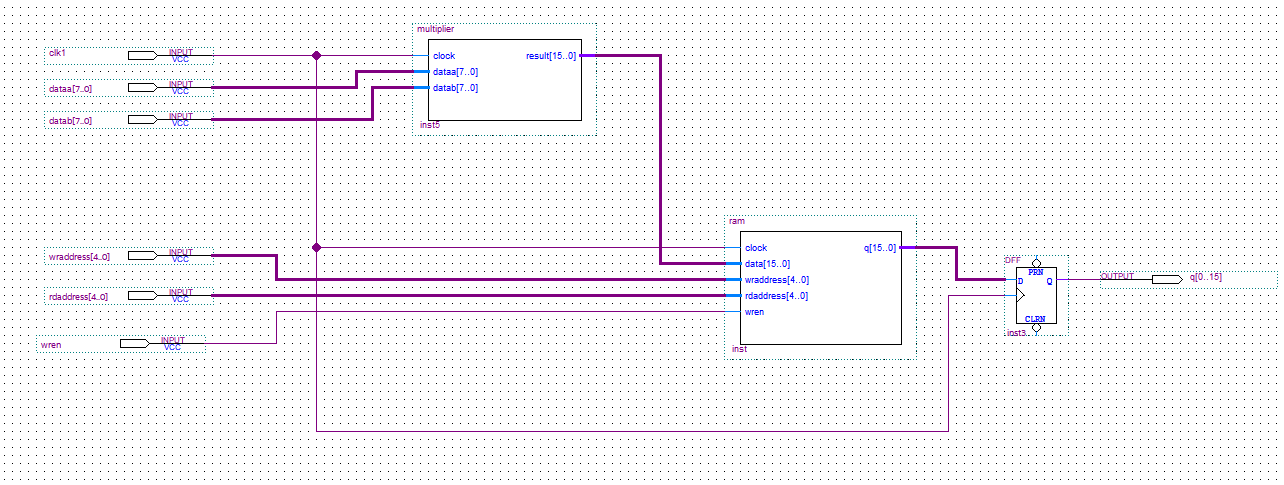 multiplier
clk1 INPUT VCC
clock result[15..0]
dataa[7..0] INPUT VCC
dataa[7..0]
datab[7..0]
datab[7..0] INPUT VCC
inst5
ram
wraddress[4..0] INPUT VCC
clock q[15..0]
data[15..0]
wraddress[4..0]
rdaddress[4..0] INPUT VCC
rdaddress[4..0]
wren
wren INPUT VCC
inst
DFF
PRN
D Q
CLRN
inst3
OUTPUT q[0..15]